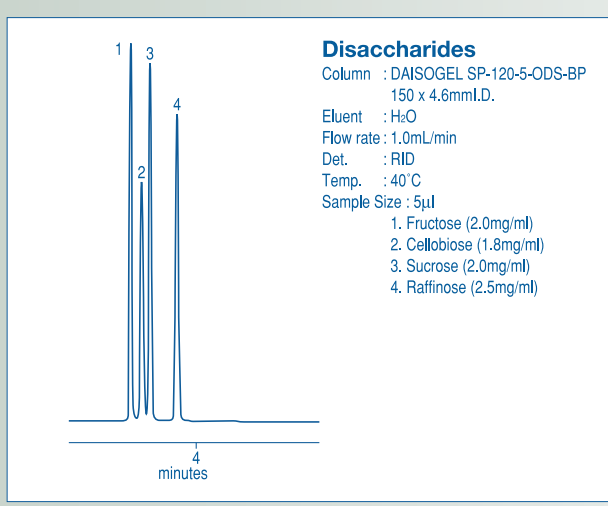 1
3
4
2
Disaccharides
Column : DAISOGEL SP-120-5-ODS-BP
150 x 4.6mmI.D.
Eluent : H₂O
Flow rate : 1.0mL/min
Det. : RID
Temp. : 40˚C
Sample Size : 5μl
1. Fructose (2.0mg/ml)
2. Cellobiose (1.8mg/ml)
3. Sucrose (2.0mg/ml)
4. Raffinose (2.5mg/ml)
4
minutes